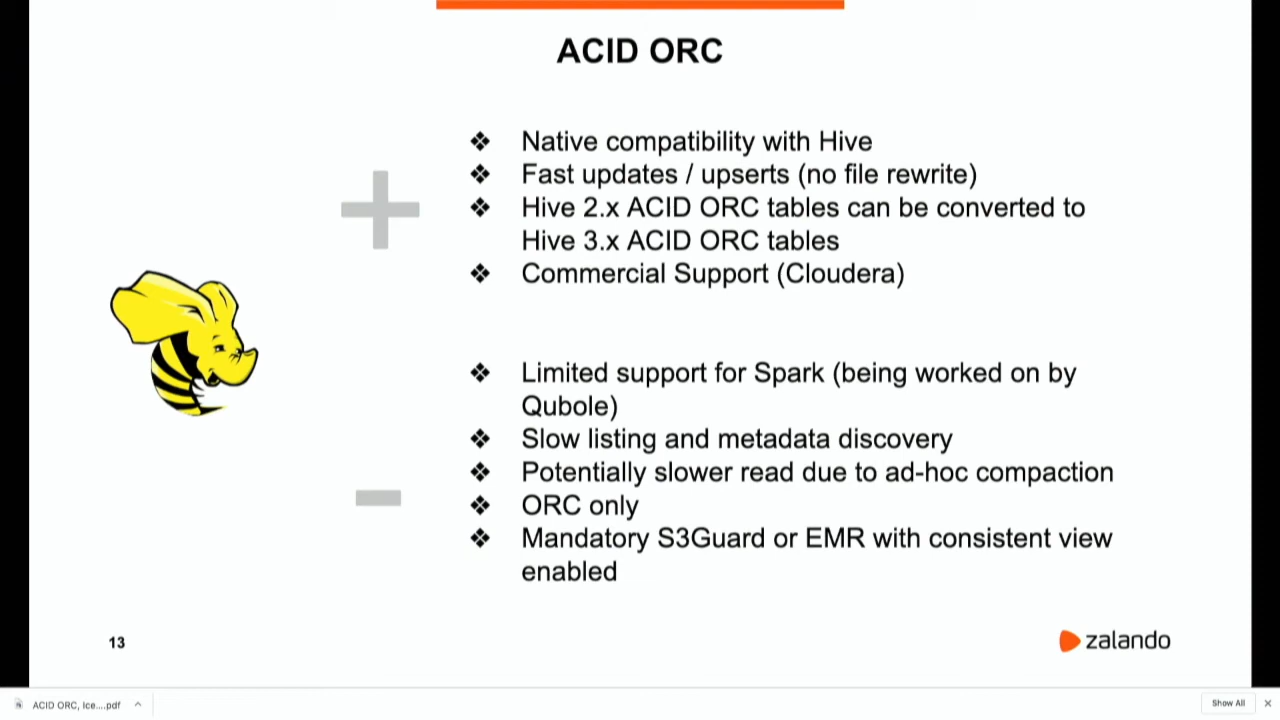 ACID ORC
❖ Native compatibility with Hive
❖ Fast updates / upserts (no file rewrite)
❖ Hive 2.x ACID ORC tables can be converted to
Hive 3.x ACID ORC tables
❖ Commercial Support (Cloudera)
❖ Limited support for Spark (being worked on by
Qubole)
❖ Slow listing and metadata discovery
❖ Potentially slower read due to ad-hoc compaction
❖ ORC only
❖ Mandatory S3Guard or EMR with consistent view
enabled
13
zalando
ACID ORC, Ice....pdf
Show All